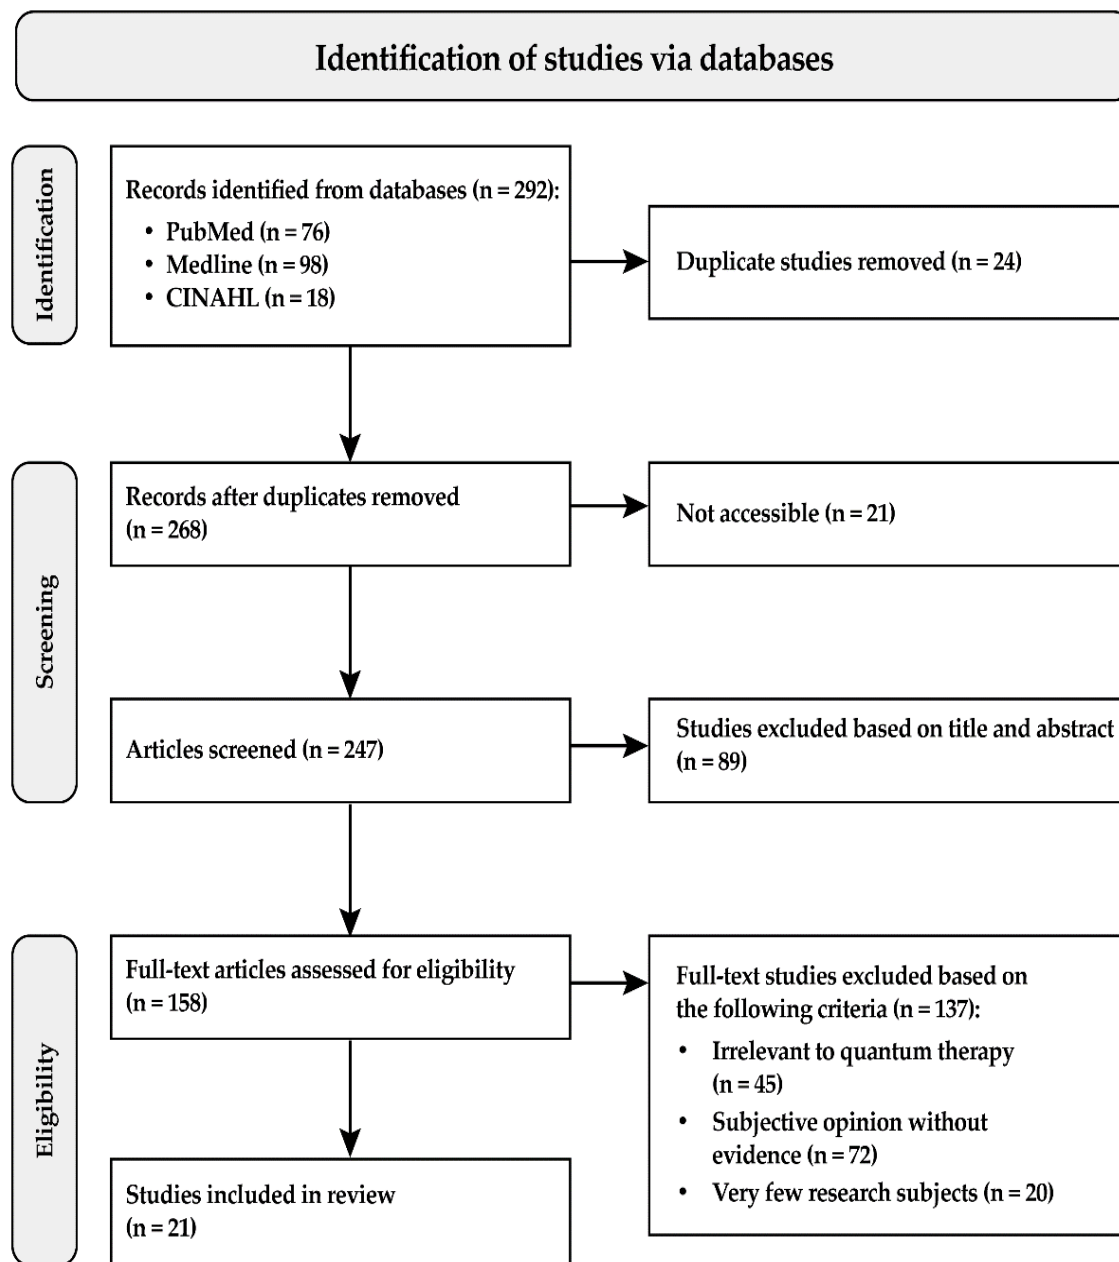 Identification of studies via databases
Identification
Records identified from databases (n = 292):
• PubMed (n = 76)
• Medline (n = 98)
• CINAHL (n = 18)
Duplicate studies removed (n = 24)
Screening
Records after duplicates removed
(n = 268)
Not accessible (n = 21)
Articles screened (n = 247)
Studies excluded based on title and abstract
(n = 89)
Eligibility
Full-text articles assessed for eligibility
(n = 158)
Full-text studies excluded based on
the following criteria (n = 137):
• Irrelevant to quantum therapy
(n = 45)
• Subjective opinion without
evidence (n = 72)
• Very few research subjects (n = 20)
Studies included in review
(n = 21)